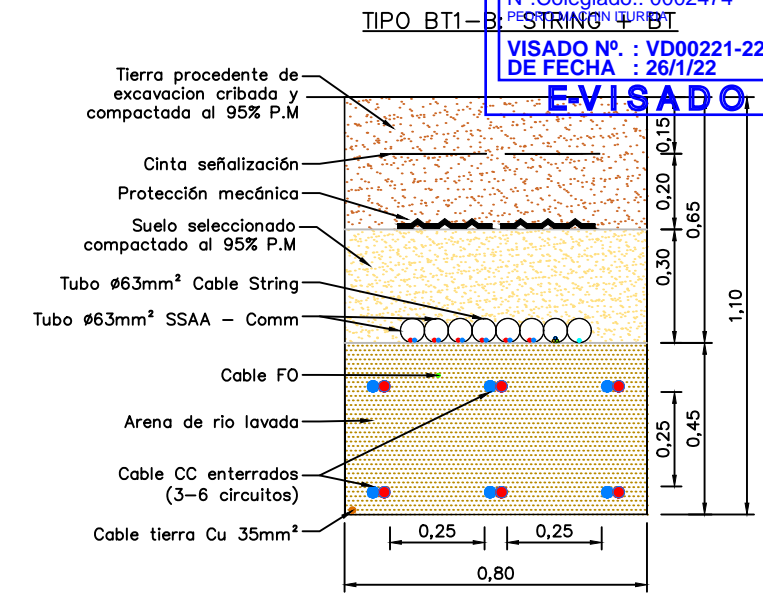 Nº.Colegiado.: 0002474
PEDRO MACHIN ITURRIA
TIPO BT1-B: STRING + BT
VISADO Nº. : VD00221-22
DE FECHA : 26/1/22
E-VISADO
Tierra procedente de
excavacion cribada y
compactada al 95% P.M
Cinta señalización
Protección mecánica
Suelo seleccionado
compactado al 95% P.M
Tubo ø63mm² Cable String
Tubo ø63mm² SSAA - Comm
Cable FO
Arena de rio lavada
Cable CC enterrados
(3-6 circuitos)
Cable tierra Cu 35mm²
0,15
0,20
0,65
0,30
1,10
0,25
0,45
0,25
0,25
0,80